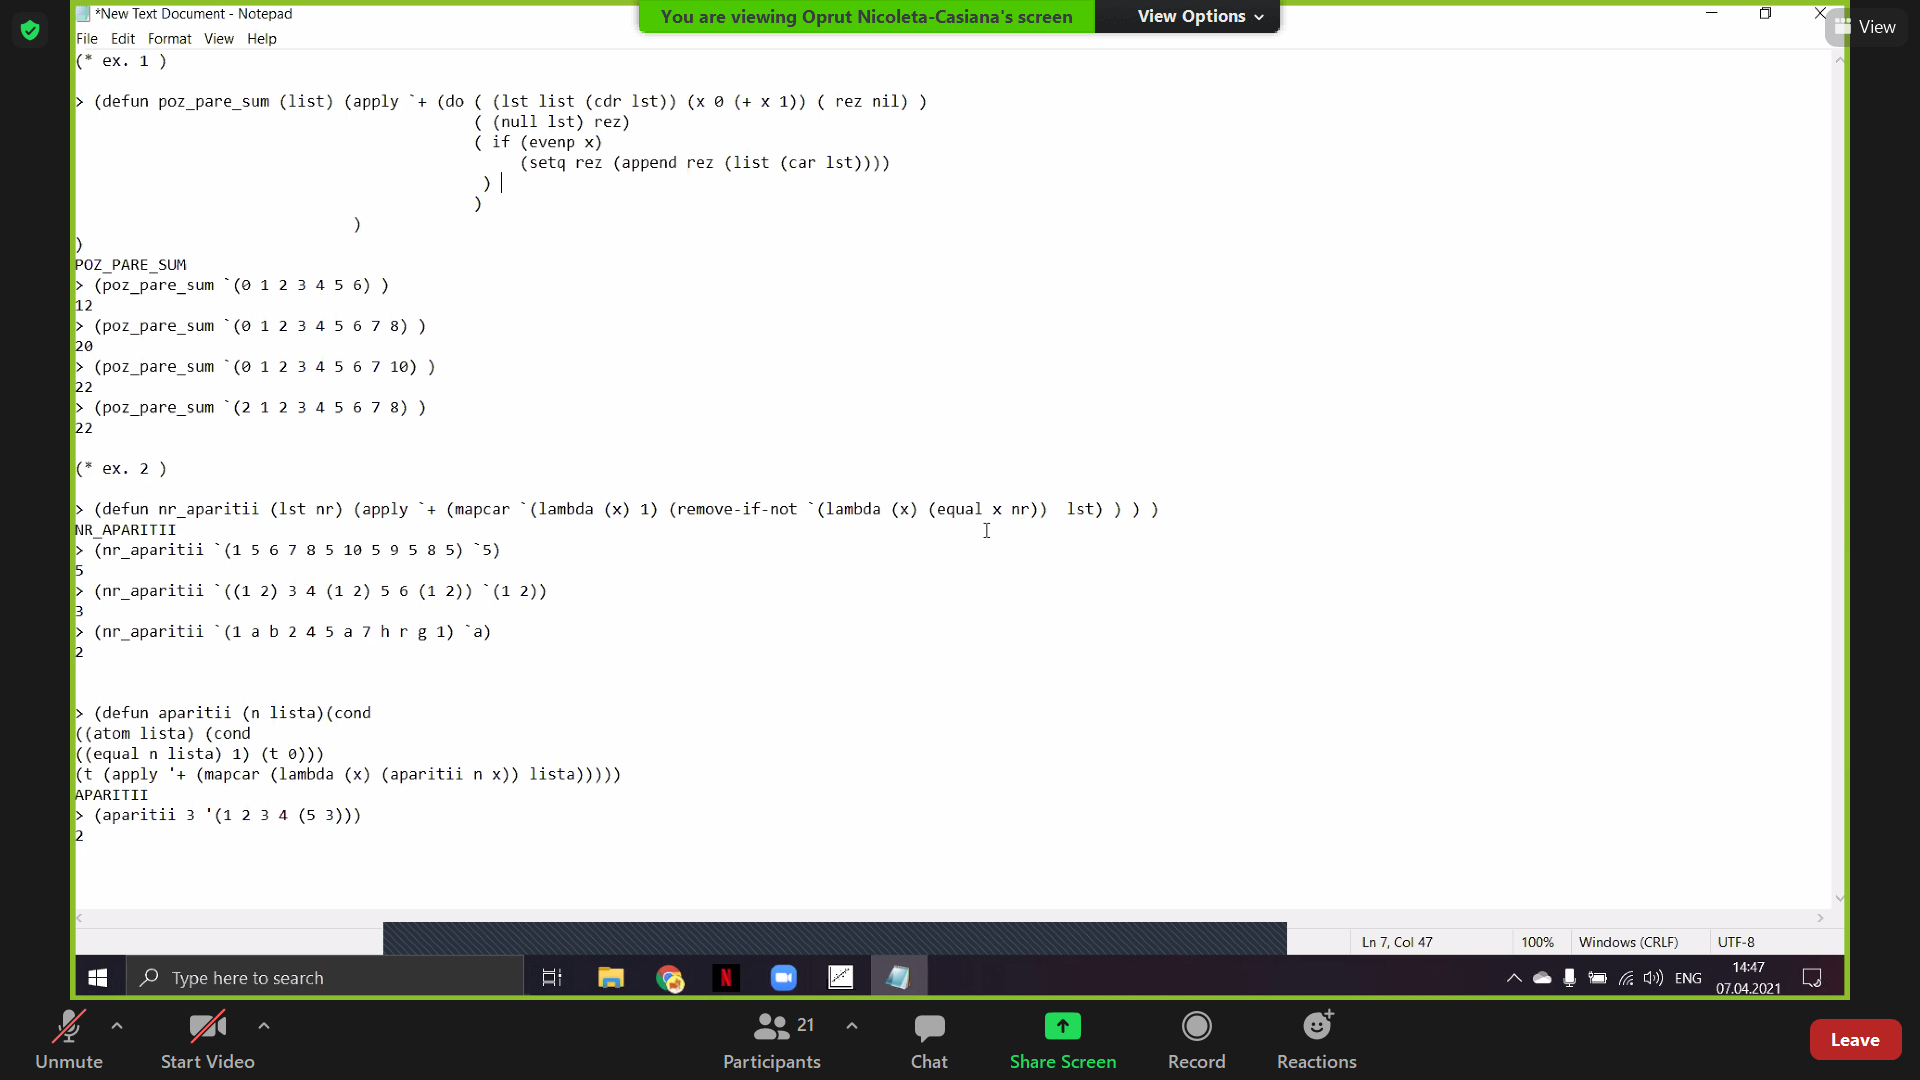 *New Text Document - Notepad
You are viewing Oprut Nicoleta-Casiana's screen
View Options
View
File Edit Format View Help
(* ex. 1 )
> (defun poz_pare_sum (list) (apply `+ (do ( (lst list (cdr lst)) (x 0 (+ x 1)) ( rez nil) )
( (null lst) rez)
( if (evenp x)
(setq rez (append rez (list (car lst))))
)
)
)
)
POZ_PARE_SUM
> (poz_pare_sum `(0 1 2 3 4 5 6) )
12
> (poz_pare_sum `(0 1 2 3 4 5 6 7 8) )
20
> (poz_pare_sum `(0 1 2 3 4 5 6 7 10) )
22
> (poz_pare_sum `(2 1 2 3 4 5 6 7 8) )
22
(* ex. 2 )
> (defun nr_aparitii (lst nr) (apply `+ (mapcar `(lambda (x) 1) (remove-if-not `(lambda (x) (equal x nr))  lst) ) ) )
NR_APARITII
> (nr_aparitii `(1 5 6 7 8 5 10 5 9 5 8 5) `5)
5
> (nr_aparitii `((1 2) 3 4 (1 2) 5 6 (1 2)) `(1 2))
3
> (nr_aparitii `(1 a b 2 4 5 a 7 h r g 1) `a)
2
> (defun aparitii (n lista)(cond
((atom lista) (cond
((equal n lista) 1) (t 0)))
(t (apply '+ (mapcar (lambda (x) (aparitii n x)) lista)))))
APARITII
> (aparitii 3 '(1 2 3 4 (5 3)))
2
Ln 7, Col 47
100%
Windows (CRLF)
UTF-8
Type here to search
N
ENG
14:47
07.04.2021
Unmute
Start Video
21
Participants
Chat
Share Screen
Record
Reactions
Leave